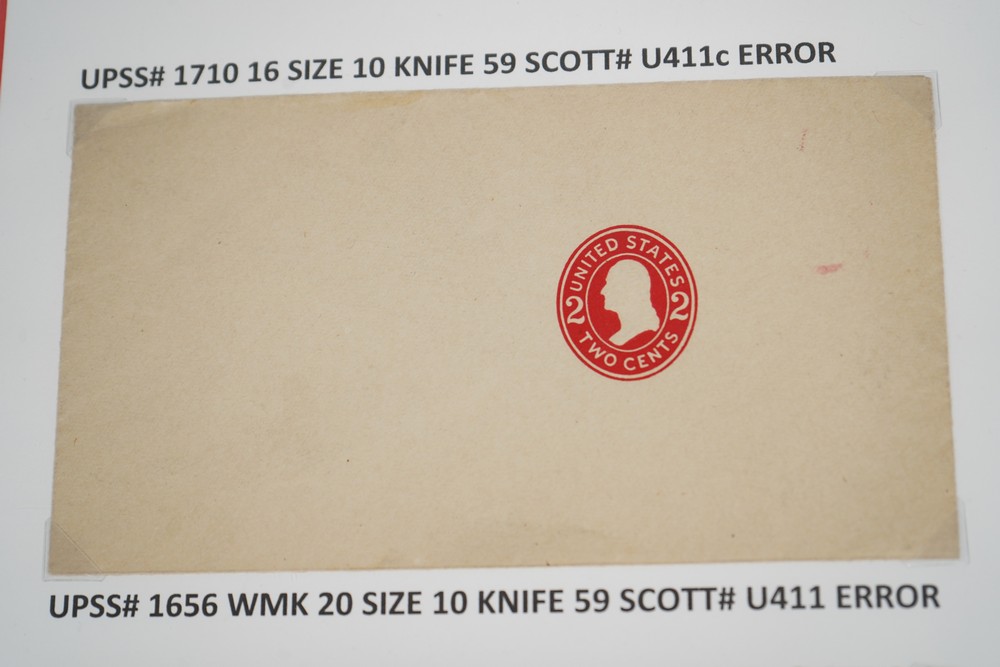 UPSS# 1710 16 SIZE 10 KNIFE 59 SCOTT# U411c ERROR
UNITED STATES
2 2
TWO CENTS
UPSS# 1656 WMK 20 SIZE 10 KNIFE 59 SCOTT# U411 ERROR